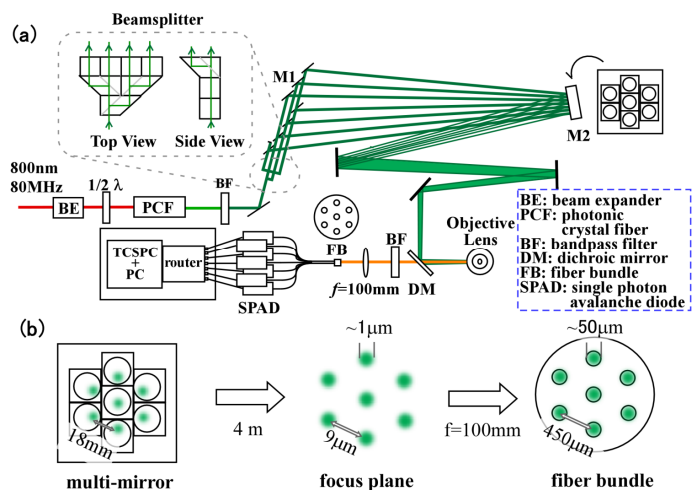 (a)
Beamsplitter
Top View
Side View
M1
M2
800nm
80MHz
1/2 λ
BF
BE
PCF
TCSPC
+
PC
router
SPAD
FB
f=100mm
BF
DM
Objective
Lens
BE: beam expander
PCF: photonic
crystal fiber
BF: bandpass filter
DM: dichroic mirror
FB: fiber bundle
SPAD: single photon
avalanche diode
(b)
18mm
multi-mirror
4 m
~1μm
9μm
focus plane
f=100mm
~50μm
450μm
fiber bundle